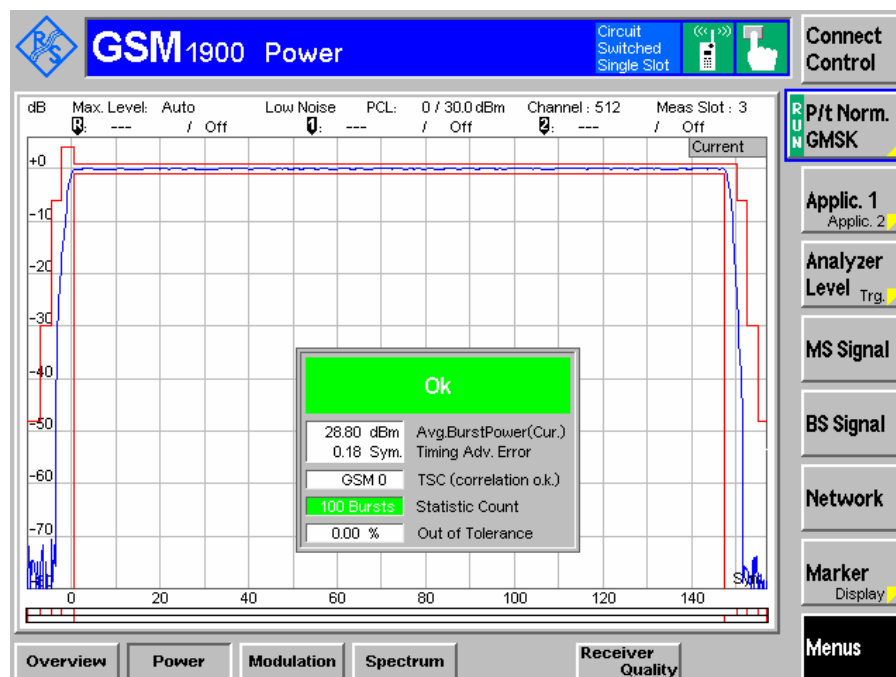 R&S
GSM1900 Power
Circuit
Switched
Single Slot
Connect
Control
dB Max. Level: Auto Low Noise PCL: 0 / 30.0 dBm Channel : 512 Meas Slot : 3
R: --- / Off 1: --- / Off 2: --- / Off
RUN
P/t Norm.
GMSK
Current
+0
-10
-20
-30
-40
-50
-60
-70
Applic. 1
Applic. 2
Analyzer
Level Trg.
MS Signal
BS Signal
Network
Marker
Display
Menus
Ok
28.80 dBm Avg.BurstPower(Cur.)
0.18 Sym. Timing Adv. Error
GSM 0 TSC (correlation o.k.)
100 Bursts Statistic Count
0.00 % Out of Tolerance
0 20 40 60 80 100 120 140
Overview Power Modulation Spectrum Receiver
Quality